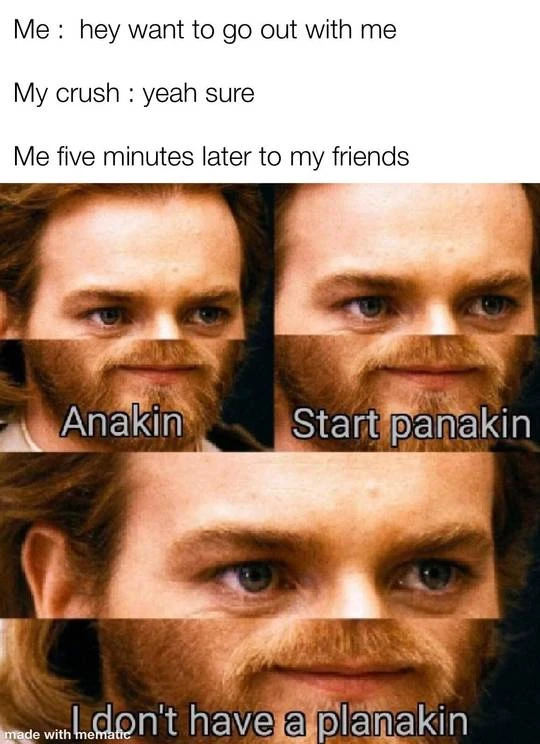 Me :  hey want to go out with me
My crush : yeah sure
Me five minutes later to my friends
Anakin
Start panakin
I don't have a planakin
made with mematic